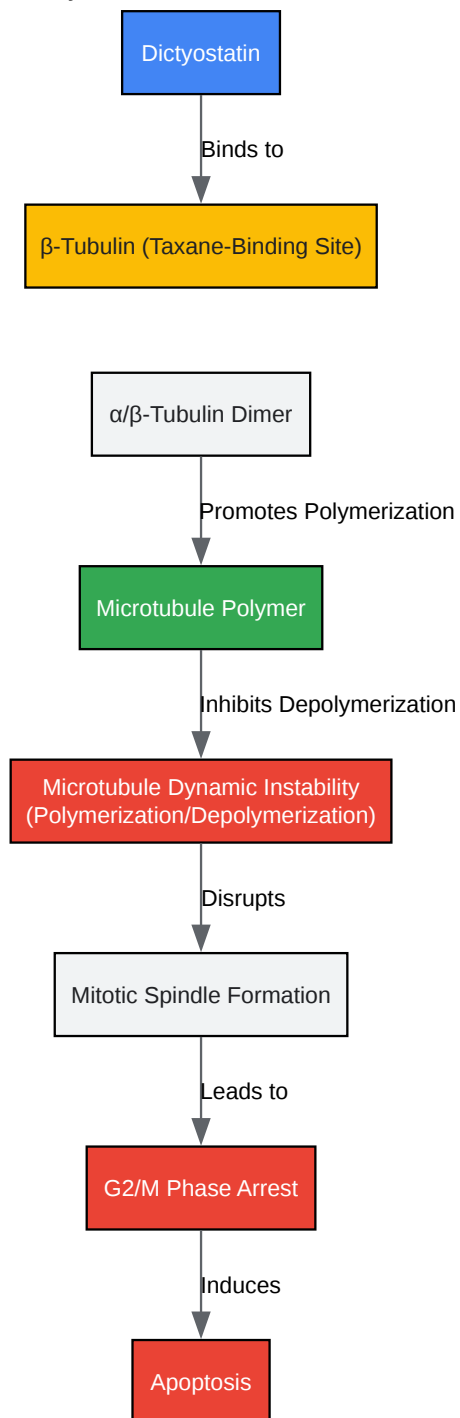 Dictyostatin
Binds to
β-Tubulin (Taxane-Binding Site)
α/β-Tubulin Dimer
Promotes Polymerization
Microtubule Polymer
Inhibits Depolymerization
Microtubule Dynamic Instability
(Polymerization/Depolymerization)
Disrupts
Mitotic Spindle Formation
Leads to
G2/M Phase Arrest
Induces
Apoptosis